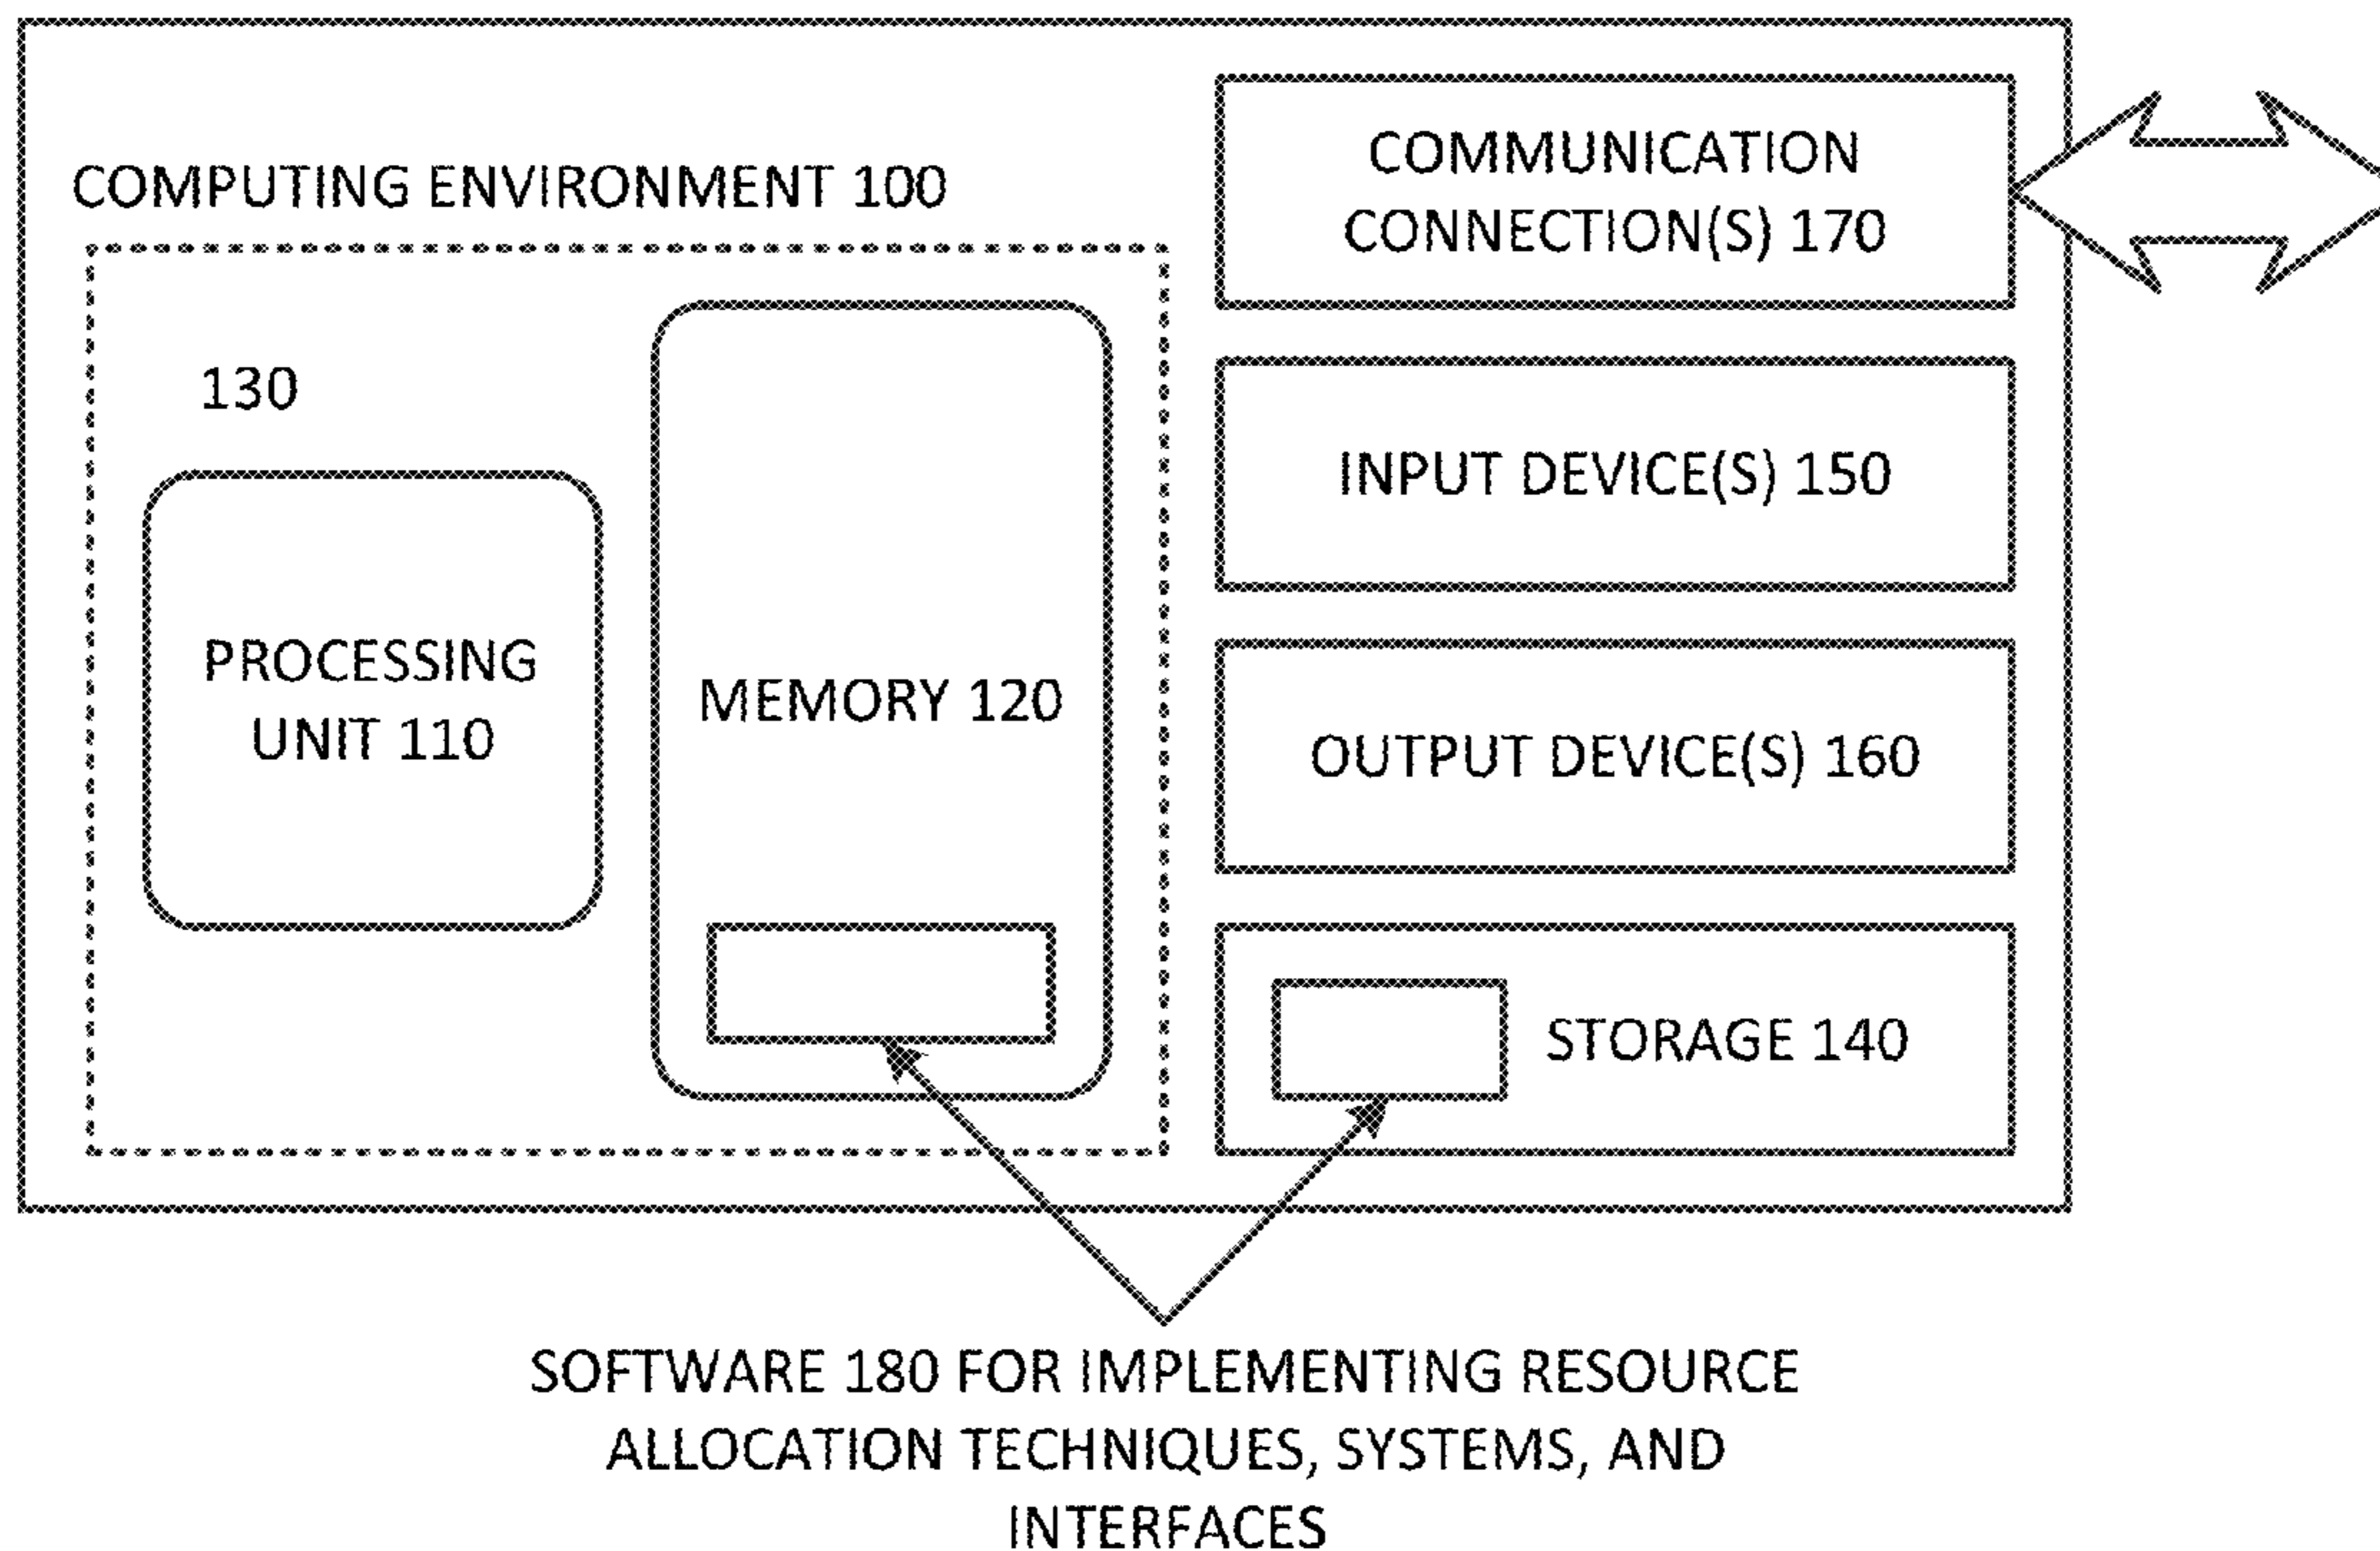 COMPUTING ENVIRONMENT 100
130
PROCESSING
UNIT 110
MEMORY 120
COMMUNICATION
CONNECTION(S) 170
INPUT DEVICE(S) 150
OUTPUT DEVICE(S) 160
STORAGE 140
SOFTWARE 180 FOR IMPLEMENTING RESOURCE
ALLOCATION TECHNIQUES, SYSTEMS, AND
INTERFACES